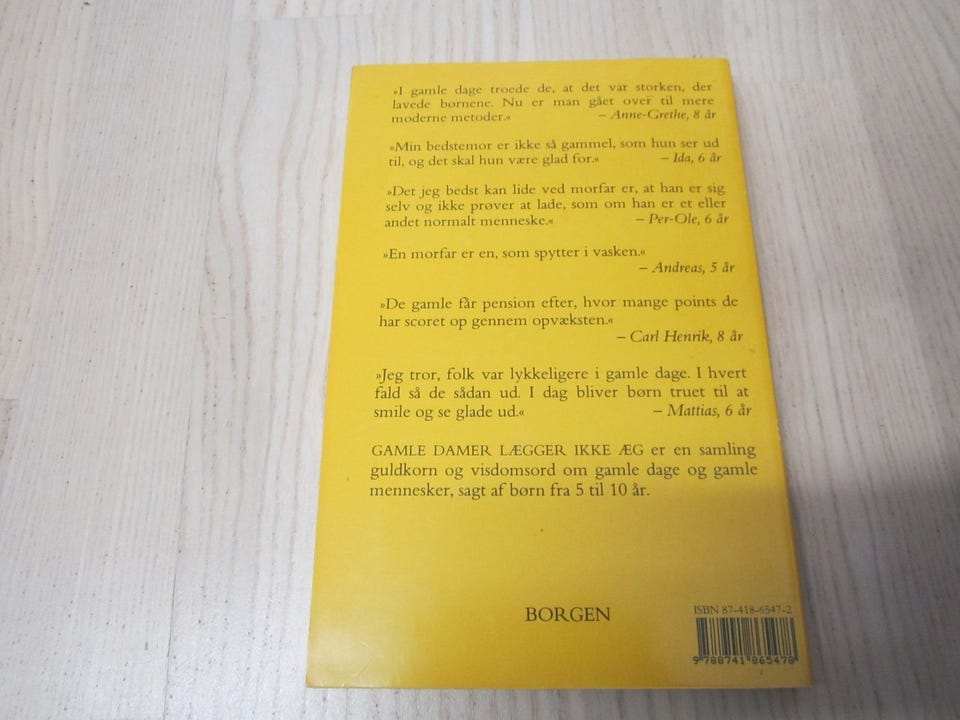 »I gamle dage troede de, at det var storken, der
lavede børnene. Nu er man gået over til mere
moderne metoder.« – Anne-Grethe, 8 år
»Min bedstemor er ikke så gammel, som hun ser ud
til, og det skal hun være glad for.« – Ida, 6 år
»Det jeg bedst kan lide ved morfar er, at han er sig
selv og ikke prøver at lade, som om han er et eller
andet normalt menneske.« – Per-Ole, 6 år
»En morfar er en, som spytter i vasken.«
– Andreas, 5 år
»De gamle får pension efter, hvor mange points de
har scoret op gennem opvæksten.«
– Carl Henrik, 8 år
»Jeg tror, folk var lykkeligere i gamle dage. I hvert
fald så de sådan ud. I dag bliver børn truet til at
smile og se glade ud.« – Mattias, 6 år
GAMLE DAMER LÆGGER IKKE ÆG er en samling
guldkorn og visdomsord om gamle dage og gamle
mennesker, sagt af børn fra 5 til 10 år.
BORGEN
ISBN 87-418-6547-2
9 788741 865478